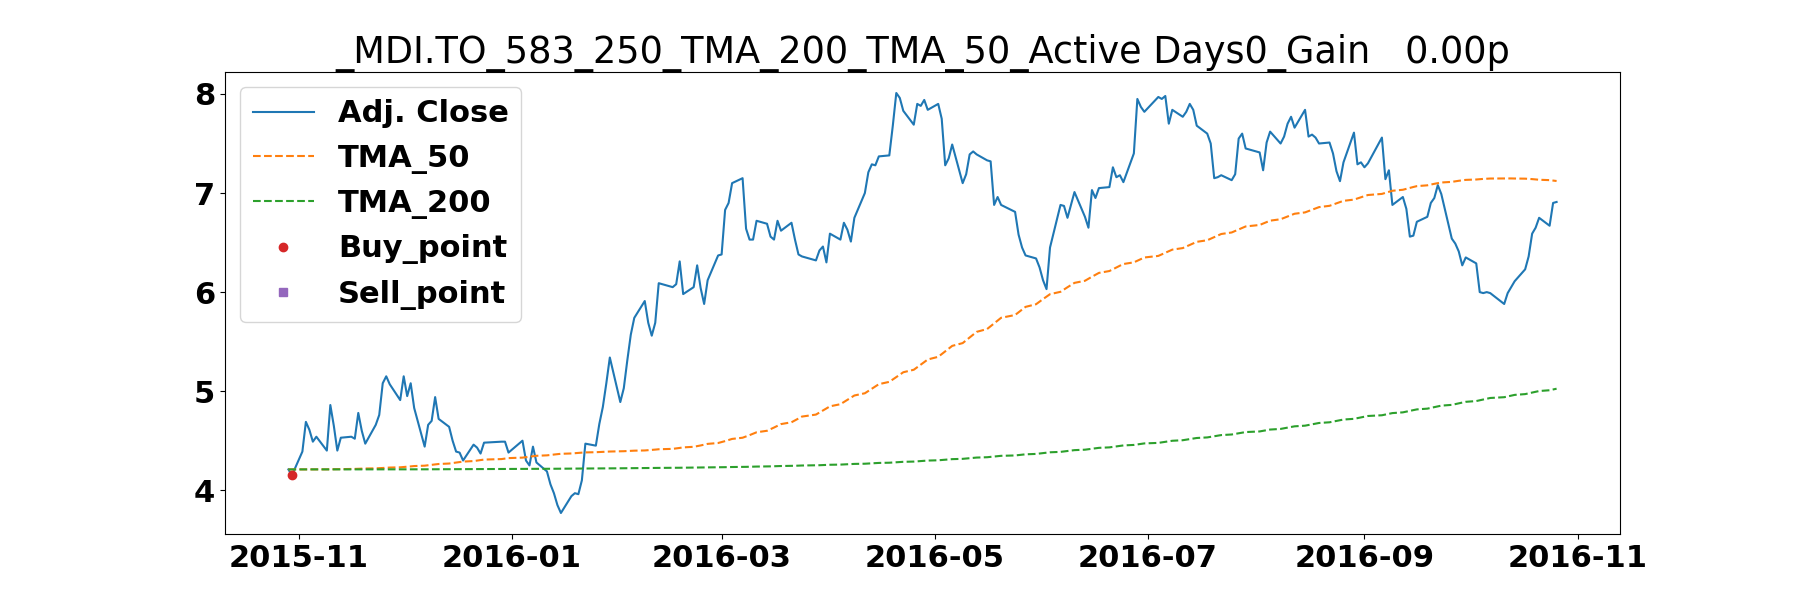 _MDI.TO_583_250_TMA_200_TMA_50_Active Days0_Gain   0.00p
8
7
6
5
4
Adj. Close
TMA_50
TMA_200
Buy_point
Sell_point
2015-11 2016-01 2016-03 2016-05 2016-07 2016-09 2016-11